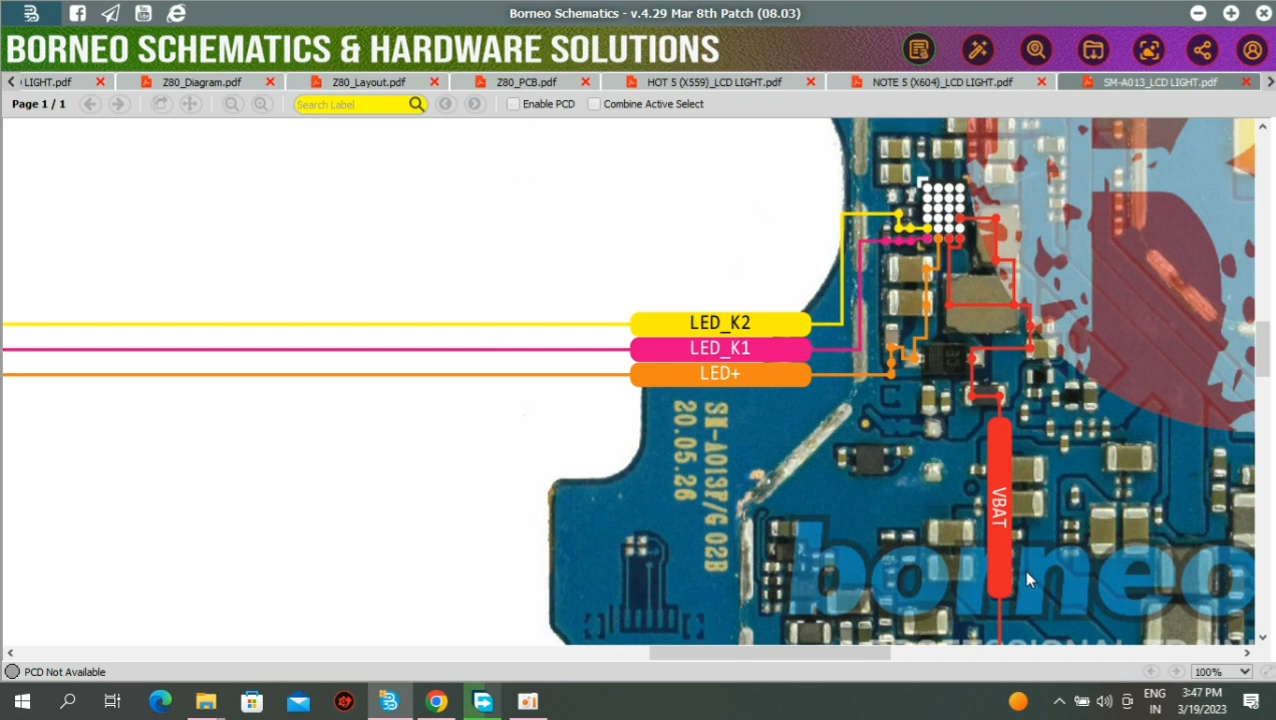 Borneo Schematics - v.4.29 Mar 8th Patch (08.03)
BORNEO SCHEMATICS & HARDWARE SOLUTIONS
LIGHT.pdf
Z80_Diagram.pdf
Z80_Layout.pdf
Z80_PCB.pdf
HOT 5 (X559)_LCD LIGHT.pdf
NOTE 5 (X604)_LCD LIGHT.pdf
SM-A013_LCD LIGHT.pdf
Page 1 / 1
Search Label
Enable PCD
Combine Active Select
LED_K2
LED_K1
LED+
SM-A013F/G 02B
20.05.26
VBAT
borneo
PCD Not Available
100%
ENG
IN
3:47 PM
3/19/2023